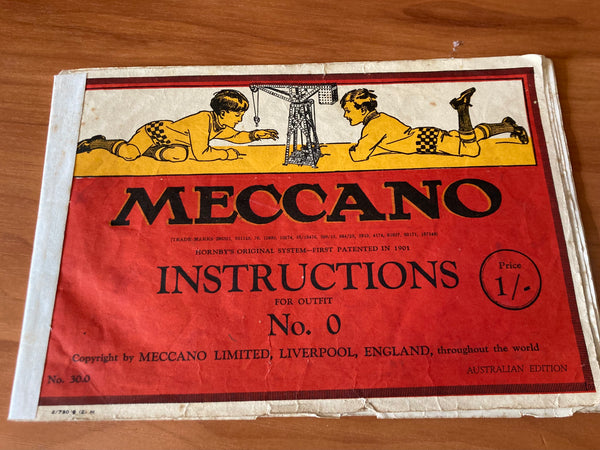 MECCANO
HORNBY'S ORIGINAL SYSTEM—FIRST PATENTED IN 1901
INSTRUCTIONS
Price
1/-
FOR OUTFIT
No. 0
Copyright by MECCANO LIMITED, LIVERPOOL, ENGLAND, throughout the world
No. 30.0
AUSTRALIAN EDITION